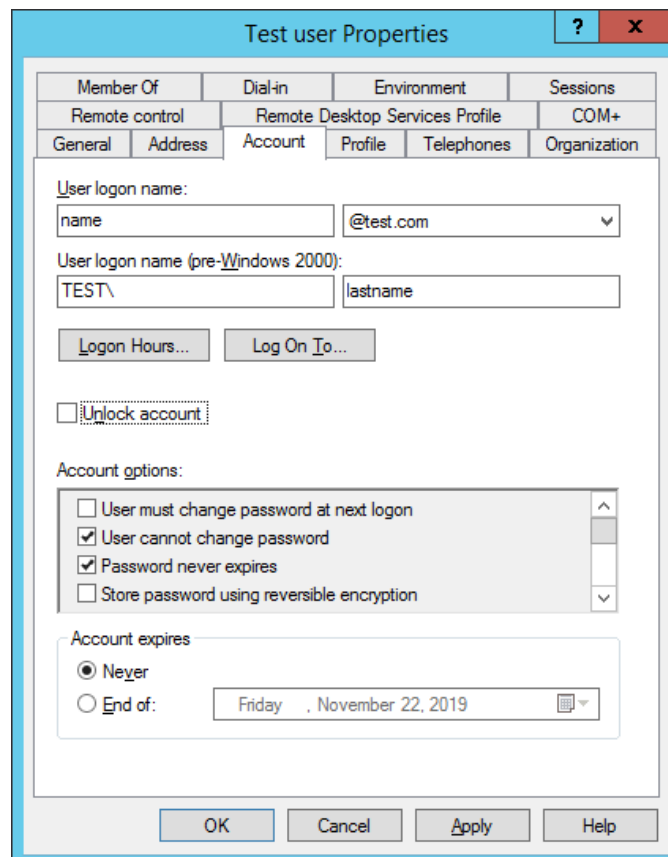 Test user Properties
? x
Member Of Dial-in Environment Sessions
Remote control Remote Desktop Services Profile COM+
General Address Account Profile Telephones Organization
User logon name:
name @test.com
User logon name (pre-Windows 2000):
TEST\ lastname
Logon Hours... Log On To...
Unlock account
Account options:
User must change password at next logon
User cannot change password
Password never expires
Store password using reversible encryption
Account expires
Never
End of: Friday , November 22, 2019
OK Cancel Apply Help